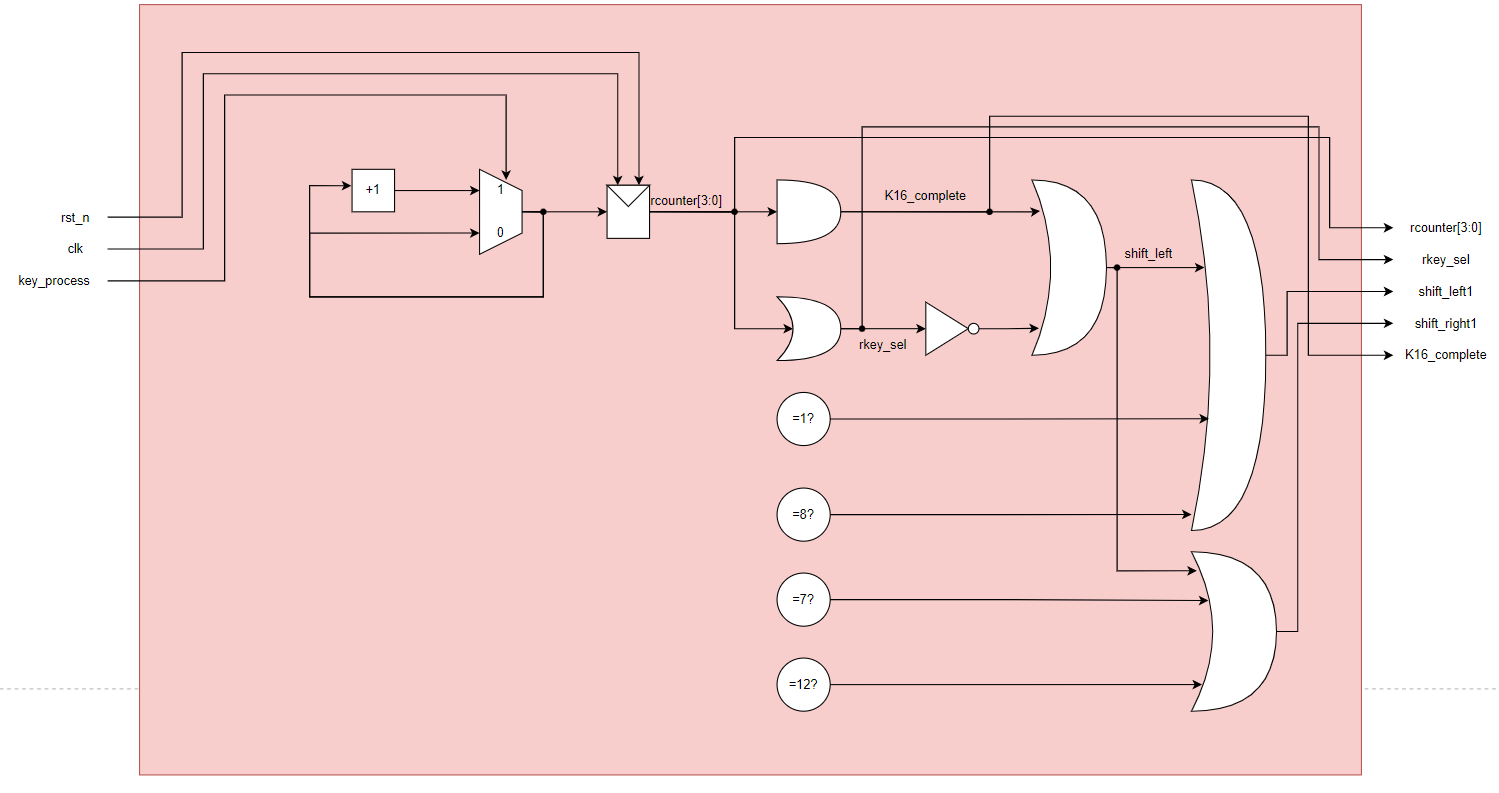 rst_n
clk
key_process
+1
1
0
rcounter[3:0]
K16_complete
rkey_sel
shift_left
=1?
=8?
=7?
=12?
rcounter[3:0]
rkey_sel
shift_left1
shift_right1
K16_complete